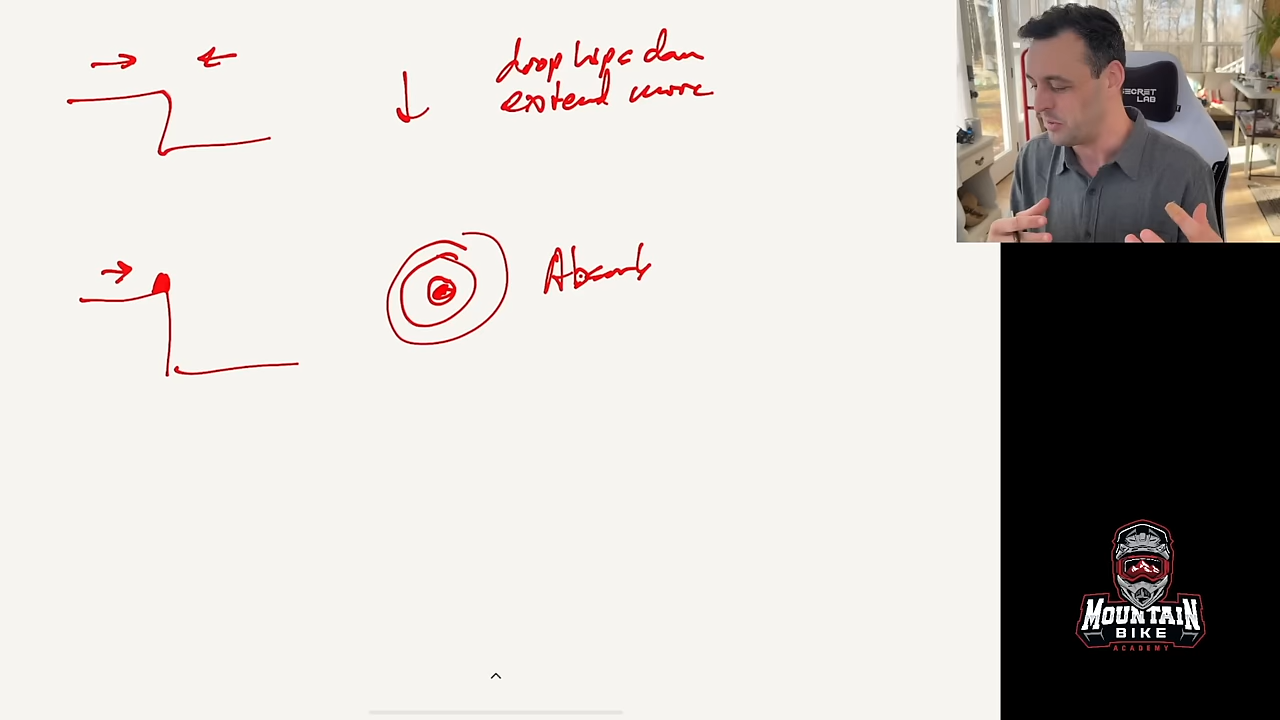 drop hips down
extend more
Absorb
SECRET
LAB
MOUNTAIN
BIKE
ACADEMY